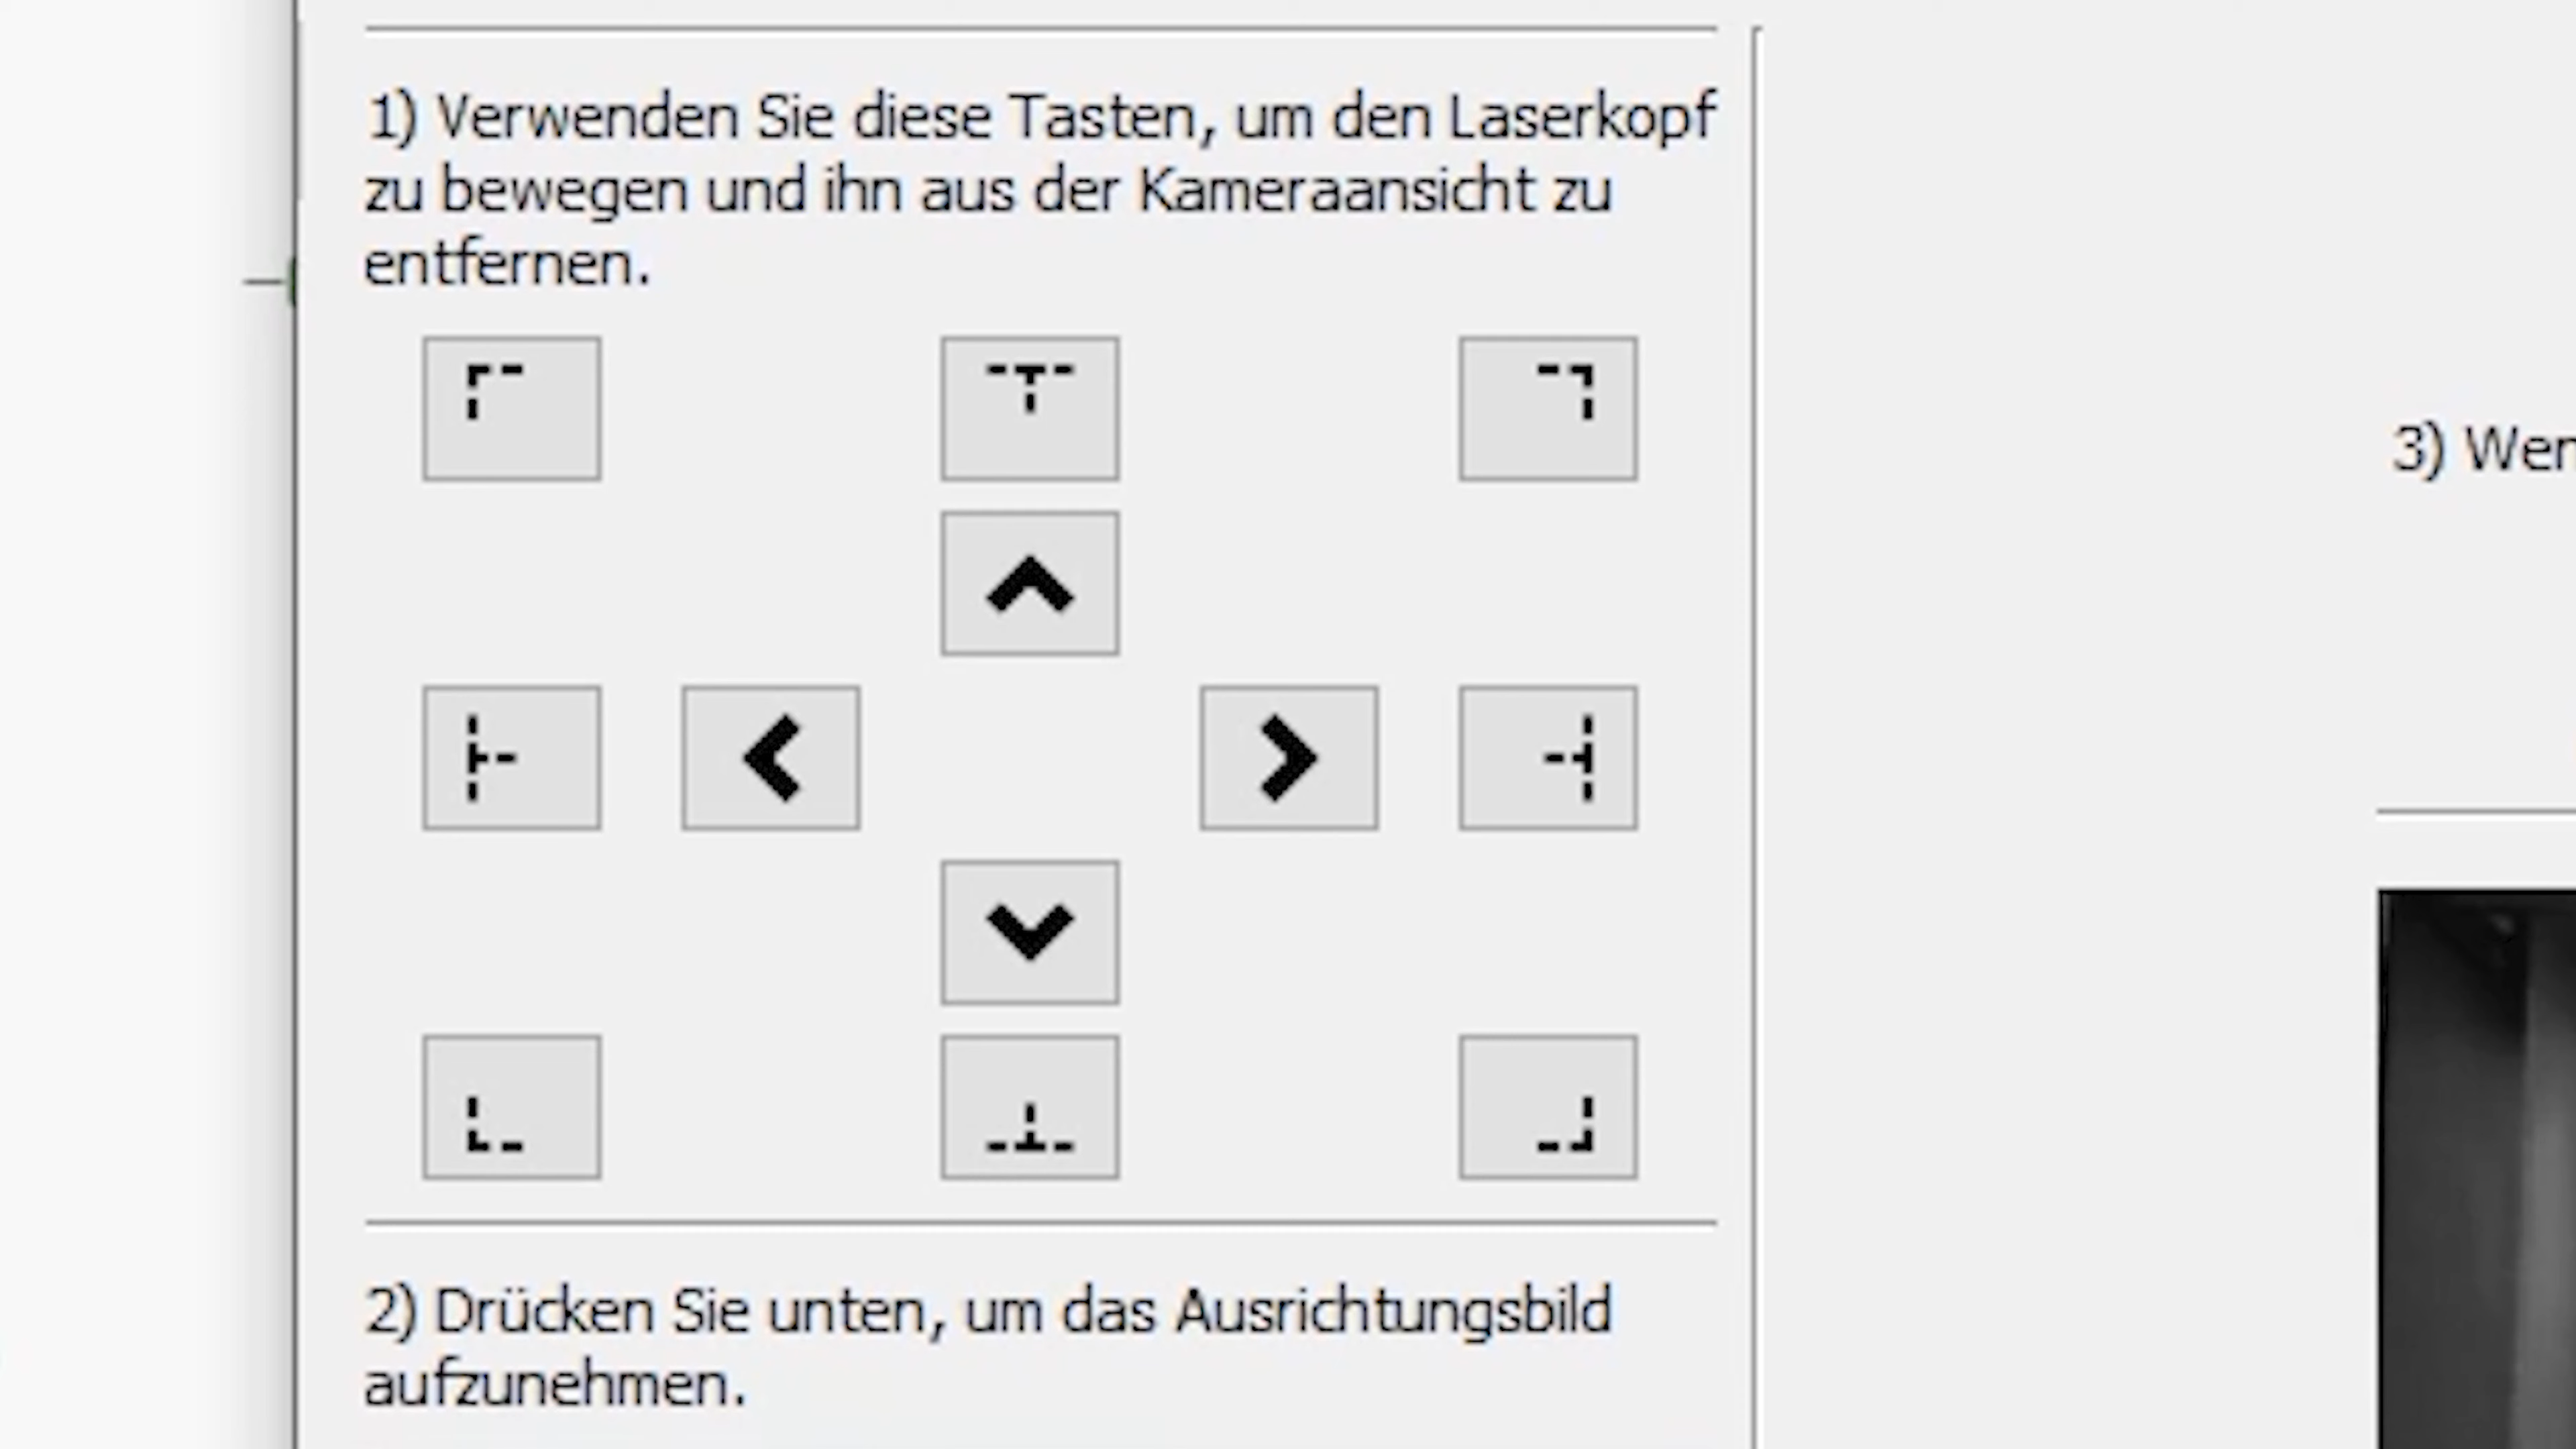 1) Verwenden Sie diese Tasten, um den Laserkopf
zu bewegen und ihn aus der Kameraansicht zu
entfernen.
2) Drücken Sie unten, um das Ausrichtungsbild
aufzunehmen.
3)